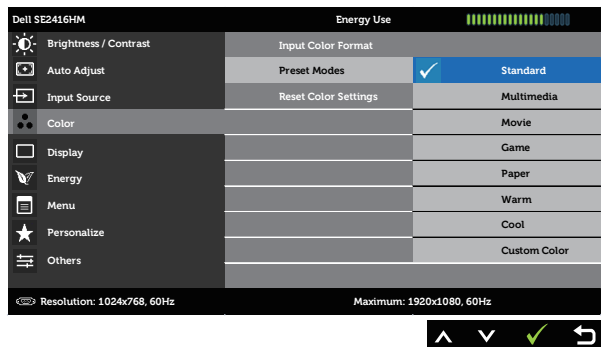 Dell SE2416HM Energy Use
Brightness / Contrast Input Color Format
Auto Adjust Preset Modes Standard
Input Source Reset Color Settings Multimedia
Color Movie
Display Game
Energy Paper
Menu Warm
Personalize Cool
Others Custom Color
Resolution: 1024x768, 60Hz Maximum: 1920x1080, 60Hz